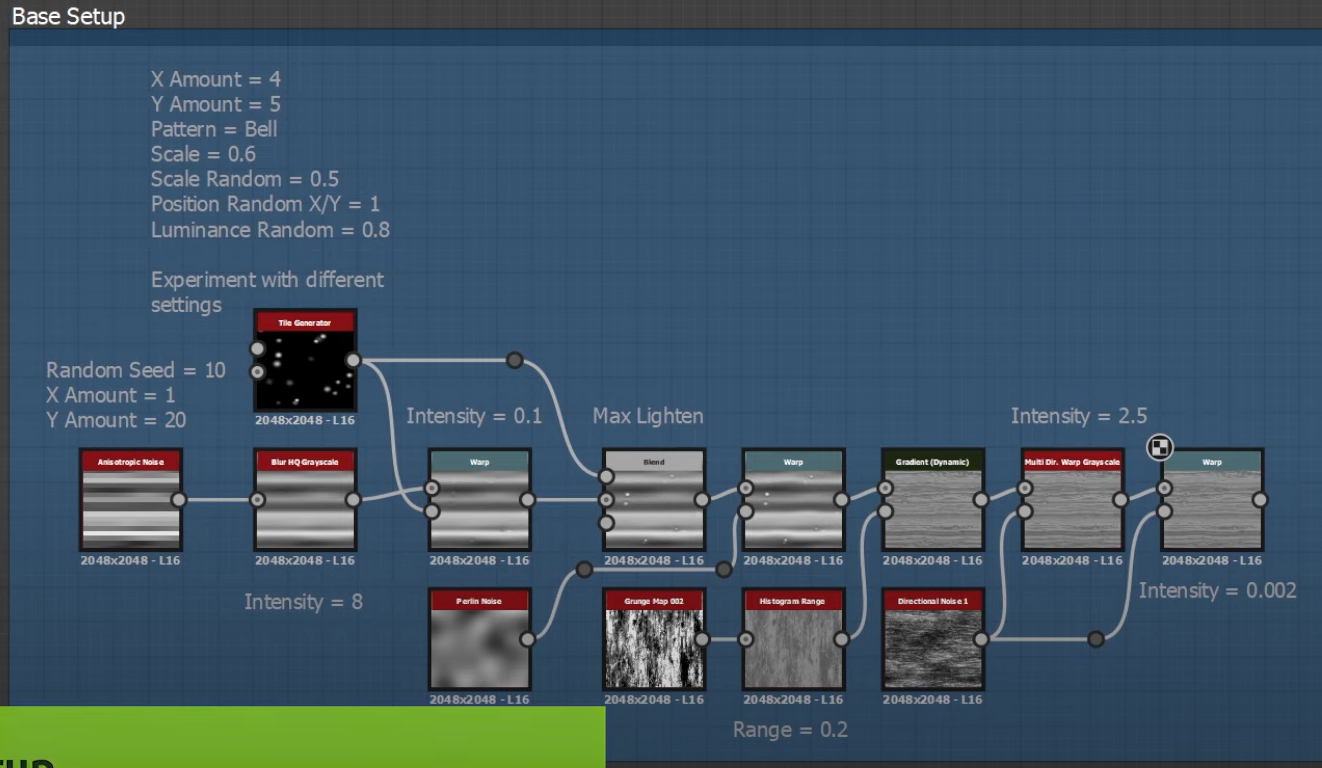 Base Setup
X Amount = 4
Y Amount = 5
Pattern = Bell
Scale = 0.6
Scale Random = 0.5
Position Random X/Y = 1
Luminance Random = 0.8
Experiment with different
settings
Tile Generator
2048x2048 - L16
Random Seed = 10
X Amount = 1
Y Amount = 20
Intensity = 0.1
Max Lighten
Intensity = 2.5
Anisotropic Noise
Blur HQ Grayscale
Warp
Blend
Warp
Gradient (Dynamic)
Multi Dir. Warp Grayscale
Warp
2048x2048 - L16
2048x2048 - L16
2048x2048 - L16
2048x2048 - L16
2048x2048 - L16
2048x2048 - L16
2048x2048 - L16
2048x2048 - L16
Intensity = 8
Intensity = 0.002
Perlin Noise
Grunge Map 002
Histogram Range
Directional Noise 1
2048x2048 - L16
2048x2048 - L16
2048x2048 - L16
2048x2048 - L16
Range = 0.2